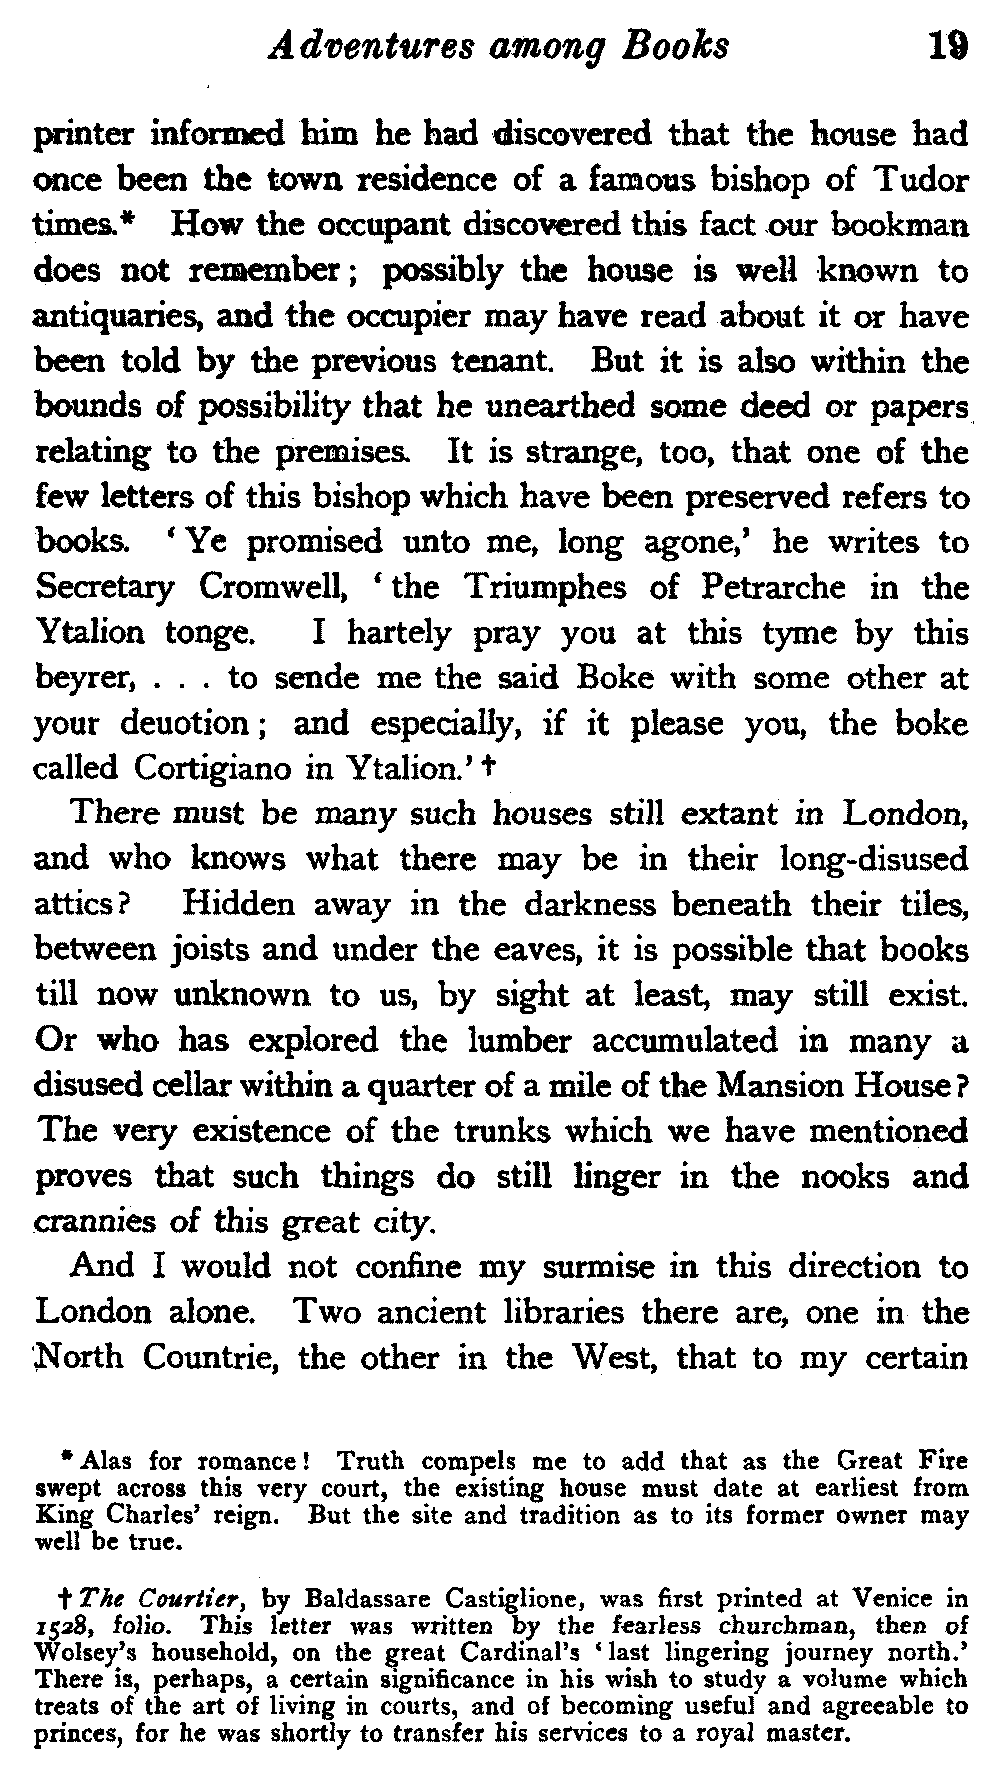 Adventures among Books 19
printer informed him he had discovered that the house had
once been the town residence of a famous bishop of Tudor
times.* How the occupant discovered this fact our bookman
does not remember; possibly the house is well known to
antiquaries, and the occupier may have read about it or have
been told by the previous tenant. But it is also within the
bounds of possibility that he unearthed some deed or papers
relating to the premises. It is strange, too, that one of the
few letters of this bishop which have been preserved refers to
books. ‘Ye promised unto me, long agone,’ he writes to
Secretary Cromwell, ‘the Triumphes of Petrarche in the
Ytalion tonge. I hartely pray you at this tyme by this
beyrer, . . . to sende me the said Boke with some other at
your deuotion; and especially, if it please you, the boke
called Cortigiano in Ytalion.’†
There must be many such houses still extant in London,
and who knows what there may be in their long-disused
attics? Hidden away in the darkness beneath their tiles,
between joists and under the eaves, it is possible that books
till now unknown to us, by sight at least, may still exist.
Or who has explored the lumber accumulated in many a
disused cellar within a quarter of a mile of the Mansion House?
The very existence of the trunks which we have mentioned
proves that such things do still linger in the nooks and
crannies of this great city.
And I would not confine my surmise in this direction to
London alone. Two ancient libraries there are, one in the
North Countrie, the other in the West, that to my certain
* Alas for romance! Truth compels me to add that as the Great Fire
swept across this very court, the existing house must date at earliest from
King Charles’ reign. But the site and tradition as to its former owner may
well be true.
† The Courtier, by Baldassare Castiglione, was first printed at Venice in
1528, folio. This letter was written by the fearless churchman, then of
Wolsey’s household, on the great Cardinal’s ‘last lingering journey north.’
There is, perhaps, a certain significance in his wish to study a volume which
treats of the art of living in courts, and of becoming useful and agreeable to
princes, for he was shortly to transfer his services to a royal master.